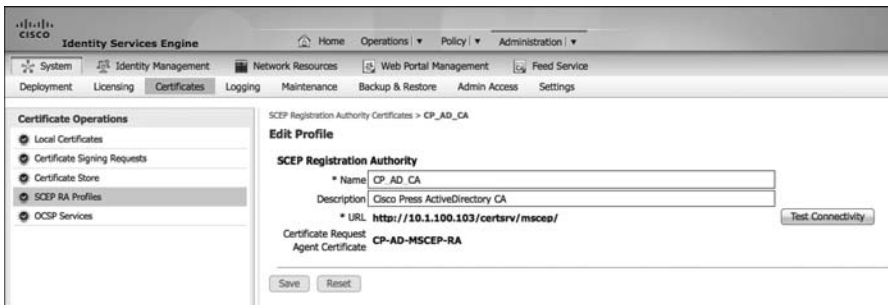 CISCO
Identity Services Engine
Home Operations Policy Administration
System Identity Management Network Resources Web Portal Management Feed Service
Deployment Licensing Certificates Logging Maintenance Backup & Restore Admin Access Settings
Certificate Operations
Local Certificates
Certificate Signing Requests
Certificate Store
SCEP RA Profiles
OCSP Services
SCEP Registration Authority Certificates > CP_AD_CA
Edit Profile
SCEP Registration Authority
* Name CP_AD_CA
Description Cisco Press ActiveDirectory CA
* URL http://10.1.100.103/certsrv/mscep/ Test Connectivity
Certificate Request
Agent Certificate CP-AD-MSCEP-RA
Save Reset